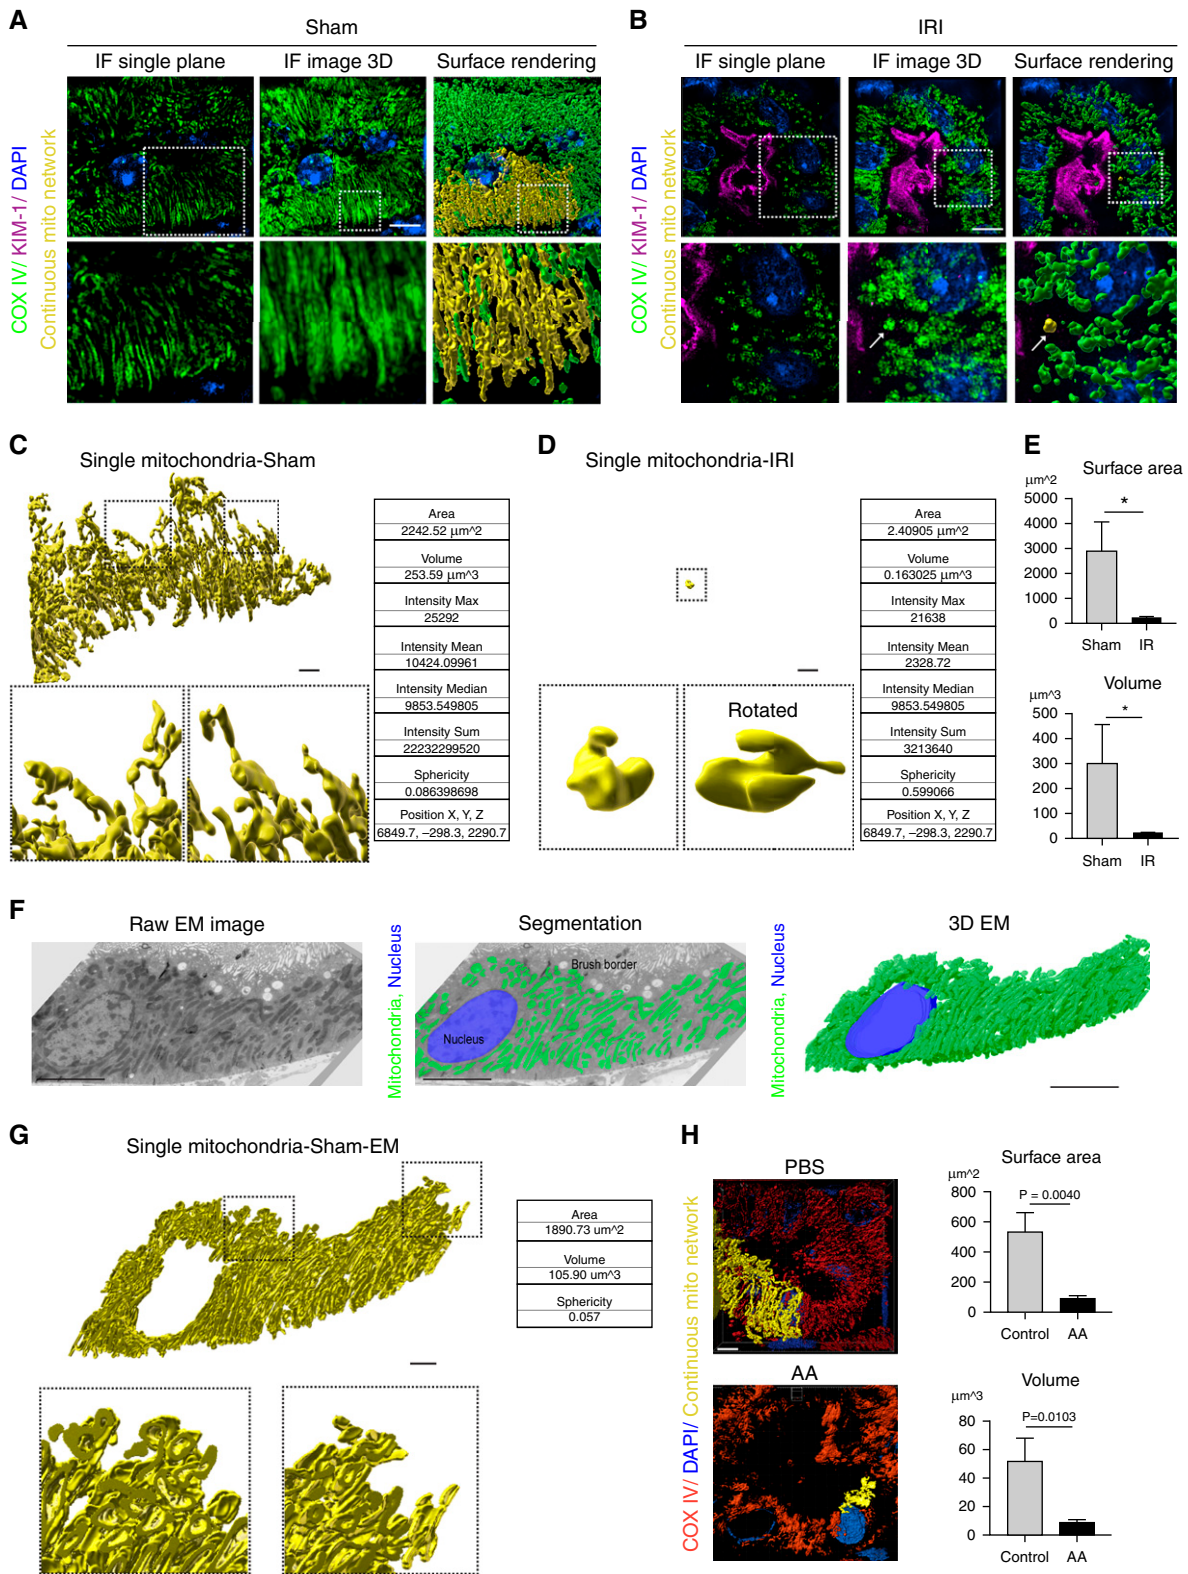 A
Sham
IF single plane
IF image 3D
Surface rendering
COX IV/ KIM-1/ DAPI
Continuous mito network
B
IRI
IF single plane
IF image 3D
Surface rendering
COX IV/ KIM-1/ DAPI
Continuous mito network
C
Single mitochondria-Sham
Area
2242.52 µm^2
Volume
253.59 µm^3
Intensity Max
25292
Intensity Mean
10424.09961
Intensity Median
9853.549805
Intensity Sum
22232299520
Sphericity
0.086398698
Position X, Y, Z
6849.7, –298.3, 2290.7
D
Single mitochondria-IRI
Rotated
Area
2.40905 µm^2
Volume
0.163025 µm^3
Intensity Max
21638
Intensity Mean
2328.72
Intensity Median
9853.549805
Intensity Sum
3213640
Sphericity
0.599066
Position X, Y, Z
6849.7, –298.3, 2290.7
E
Surface area
µm^2
5000
4000
3000
2000
1000
0
*
Sham
IR
Volume
µm^3
500
400
300
200
100
0
*
Sham
IR
F
Raw EM image
Mitochondria, Nucleus
Segmentation
Brush border
Nucleus
Mitochondria, Nucleus
3D EM
G
Single mitochondria-Sham-EM
Area
1890.73 um^2
Volume
105.90 um^3
Sphericity
0.057
H
PBS
AA
COX IV/ DAPI/ Continuous mito network
Surface area
µm^2
800
600
400
200
0
P = 0.0040
Control
AA
Volume
µm^3
80
60
40
20
0
P=0.0103
Control
AA